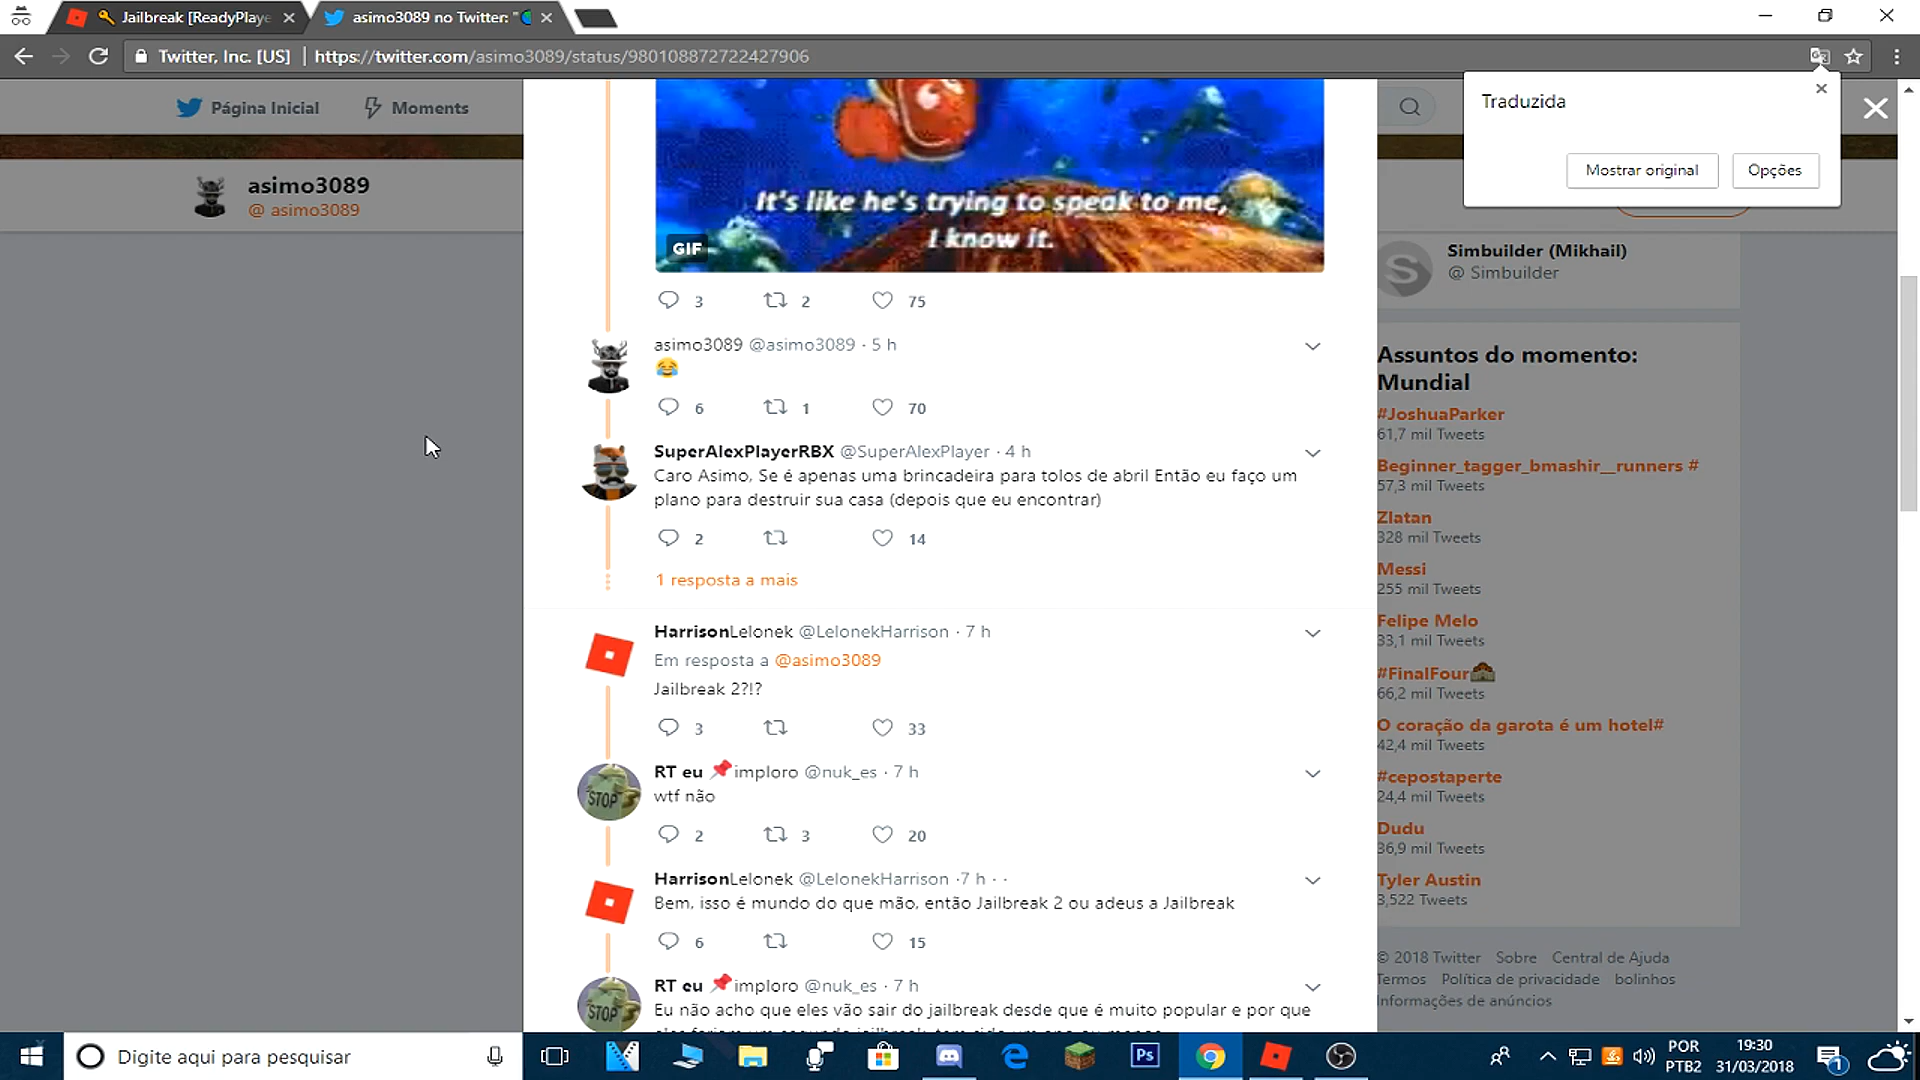 Jailbreak [ReadyPlaye
asimo3089 no Twitter: "
Twitter, Inc. [US]
https://twitter.com/asimo3089/status/980108872722427906
Traduzida
Mostrar original
Opções
Página Inicial
Moments
asimo3089
@ asimo3089
It's like he's trying to speak to me,
I know it.
GIF
3 2 75
asimo3089 @asimo3089 · 5 h
6 1 70
SuperAlexPlayerRBX @SuperAlexPlayer · 4 h
Caro Asimo, Se é apenas uma brincadeira para tolos de abril Então eu faço um
plano para destruir sua casa (depois que eu encontrar)
2 14
1 resposta a mais
HarrisonLelonek @LelonekHarrison · 7 h
Em resposta a @asimo3089
Jailbreak 2?!?
3 33
RT eu imploro @nuk_es · 7 h
STOP
wtf não
2 3 20
HarrisonLelonek @LelonekHarrison ·7 h · ·
Bem, isso é mundo do que mão, então Jailbreak 2 ou adeus a Jailbreak
6 15
RT eu imploro @nuk_es · 7 h
STOP
Eu não acho que eles vão sair do jailbreak desde que é muito popular e por que
Simbuilder (Mikhail)
@ Simbuilder
Assuntos do momento:
Mundial
#JoshuaParker
61,7 mil Tweets
Beginner_tagger_bmashir__runners #
57,3 mil Tweets
Zlatan
328 mil Tweets
Messi
255 mil Tweets
Felipe Melo
33,1 mil Tweets
#FinalFour
66,2 mil Tweets
O coração da garota é um hotel#
42,4 mil Tweets
#cepostaperte
24,4 mil Tweets
Dudu
36,9 mil Tweets
Tyler Austin
3,522 Tweets
© 2018 Twitter Sobre Central de Ajuda
Termos Política de privacidade bolinhos
Informações de anúncios
Digite aqui para pesquisar
Ps
POR
PTB2
19:30
31/03/2018
1